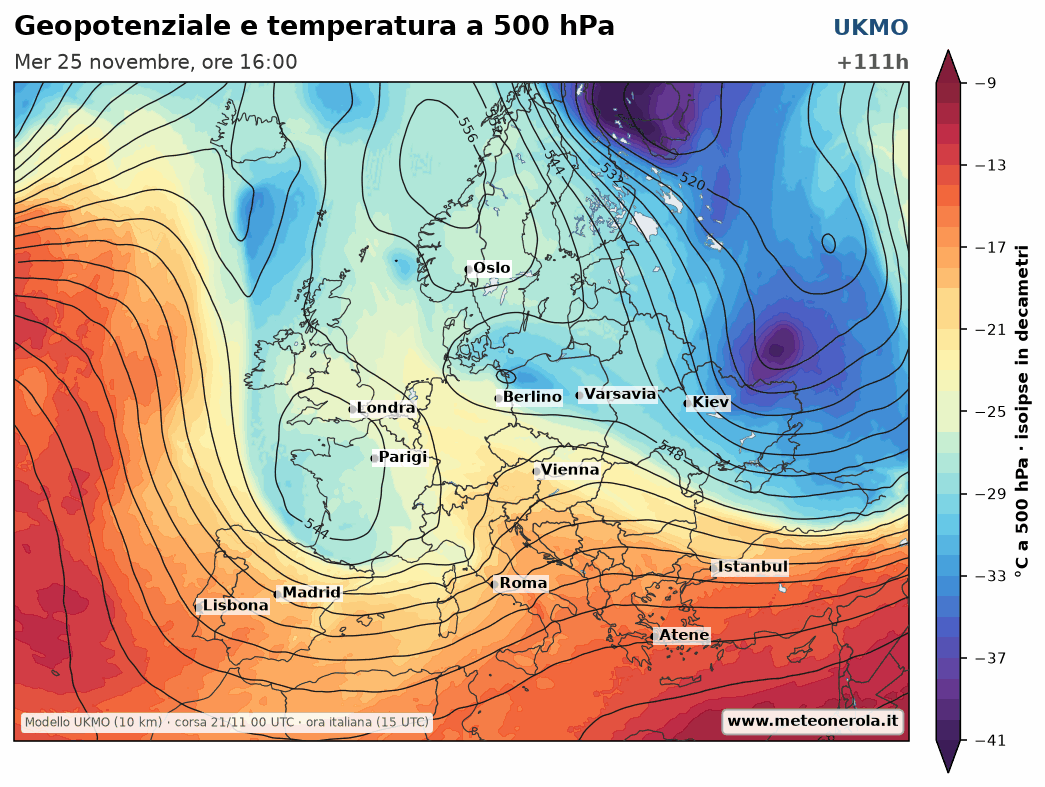 Geopotenziale e temperatura a 500 hPa
UKMO
Mer 25 novembre, ore 16:00
+111h
−9
−13
−17
−21
−25
−29
−33
−37
−41
°C a 500 hPa · isoipse in decametri
556
544
532
520
548
544
Oslo
Londra
Berlino
Varsavia
Kiev
Parigi
Vienna
Roma
Istanbul
Madrid
Lisbona
Atene
Modello UKMO (10 km) · corsa 21/11 00 UTC · ora italiana (15 UTC)
www.meteonerola.it